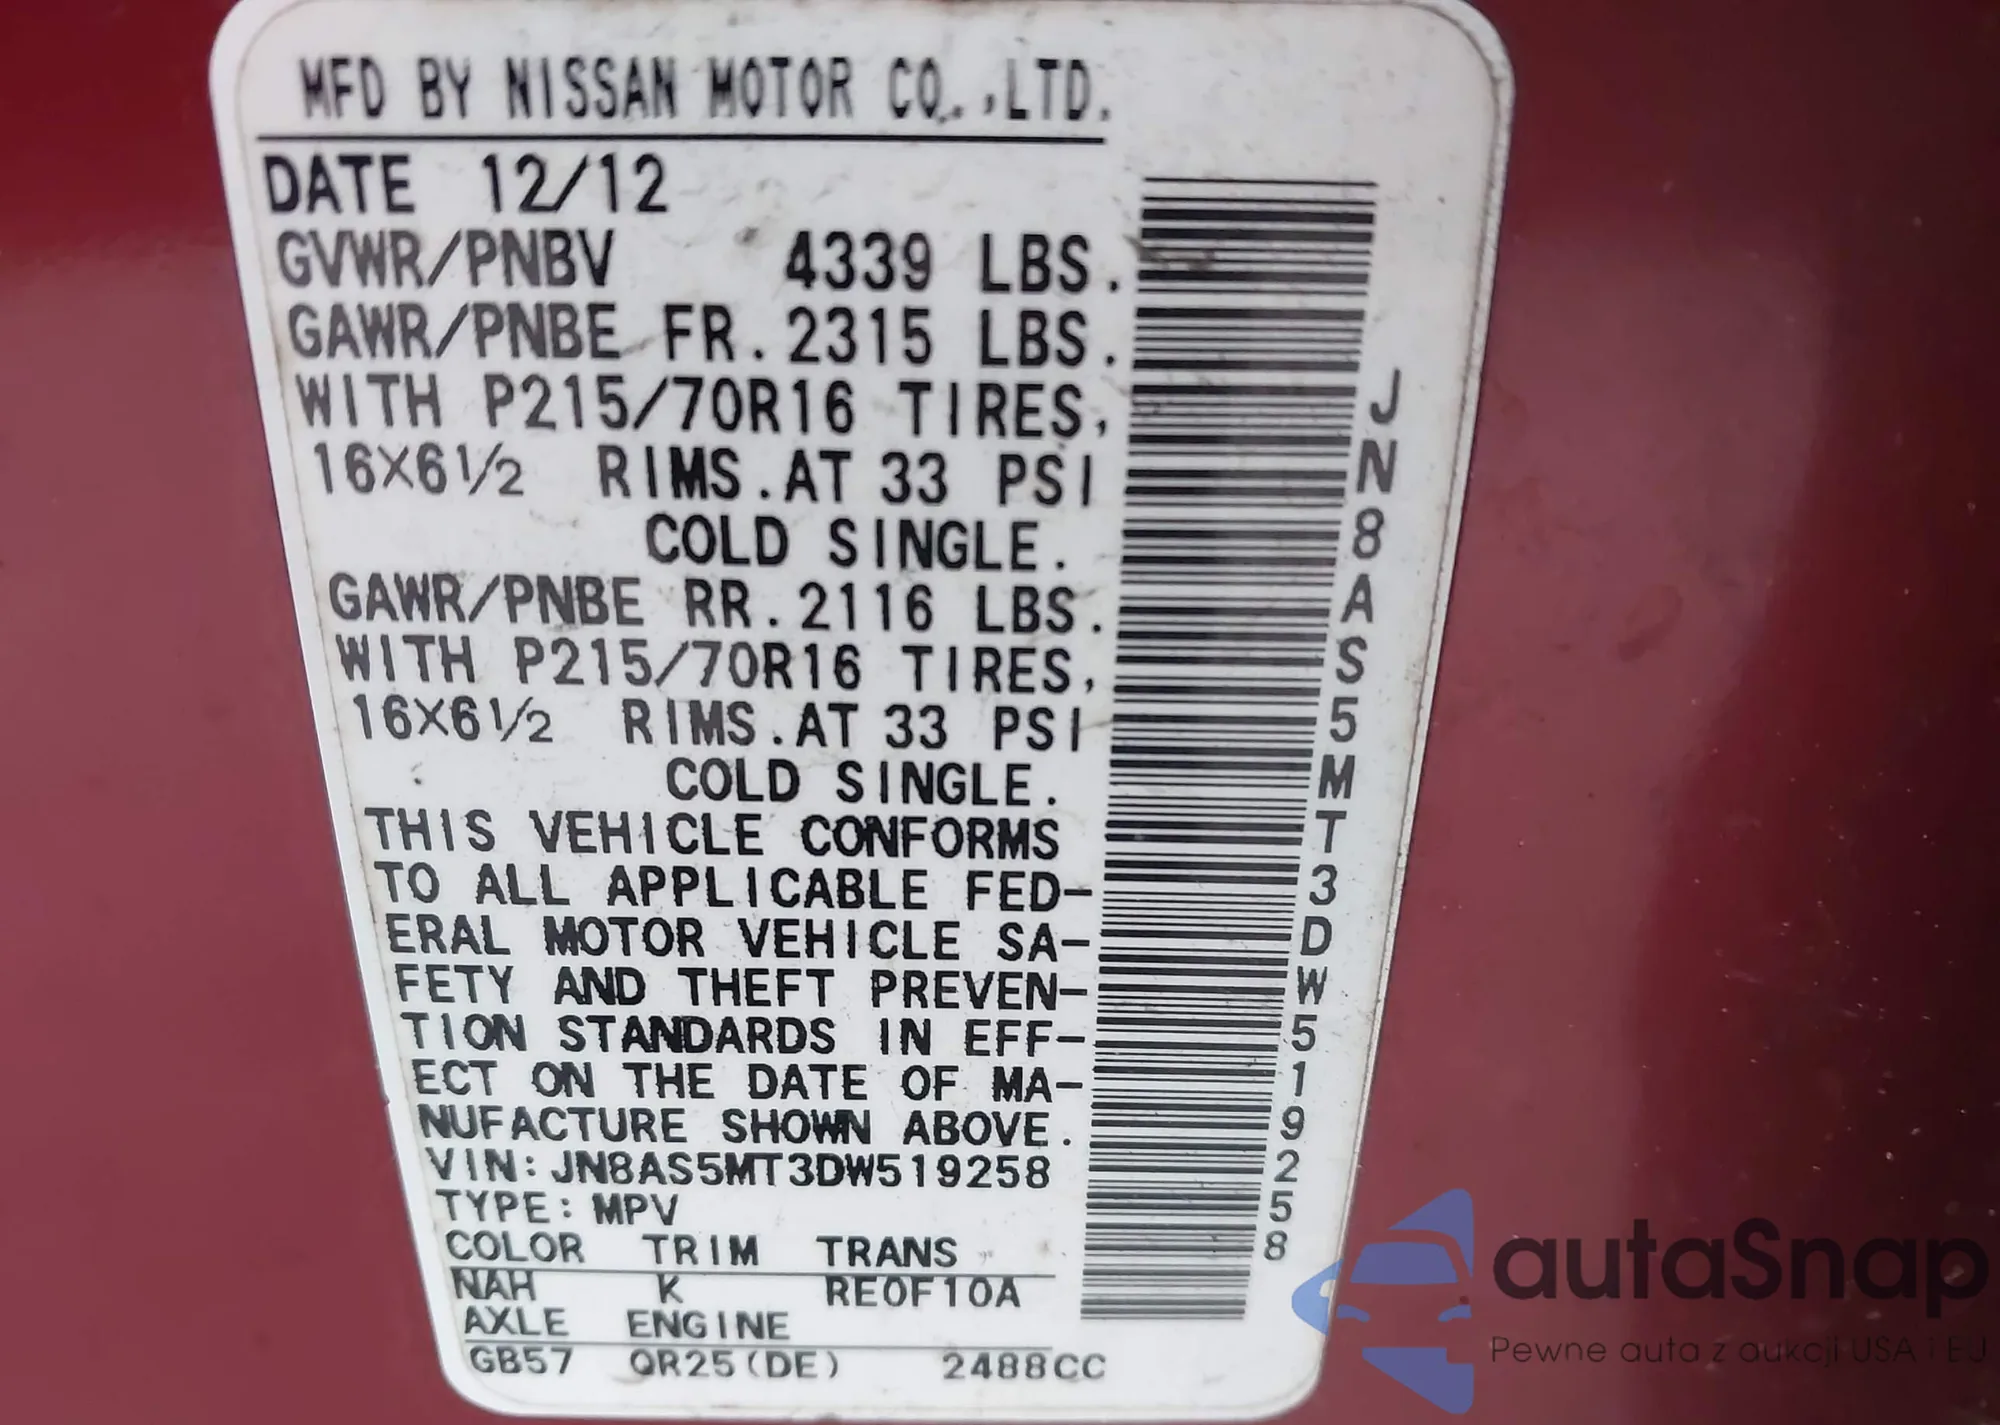 MFD BY NISSAN MOTOR CO.,LTD.
DATE 12/12
GVWR/PNBV 4339 LBS.
GAWR/PNBE FR. 2315 LBS.
WITH P215/70R16 TIRES,
16X6 1/2 RIMS. AT 33 PSI
COLD SINGLE.
GAWR/PNBE RR. 2116 LBS.
WITH P215/70R16 TIRES,
16X6 1/2 RIMS. AT 33 PSI
COLD SINGLE.
THIS VEHICLE CONFORMS
TO ALL APPLICABLE FED-
ERAL MOTOR VEHICLE SA-
FETY AND THEFT PREVEN-
TION STANDARDS IN EFF-
ECT ON THE DATE OF MA-
NUFACTURE SHOWN ABOVE.
VIN: JN8AS5MT3DW519258
TYPE: MPV
COLOR TRIM TRANS
NAH K RE0F10A
AXLE ENGINE
GB57 QR25(DE) 2488CC
JN8AS5MT3DW519258
autaSnap
Pewne auta z aukcji USA i EU